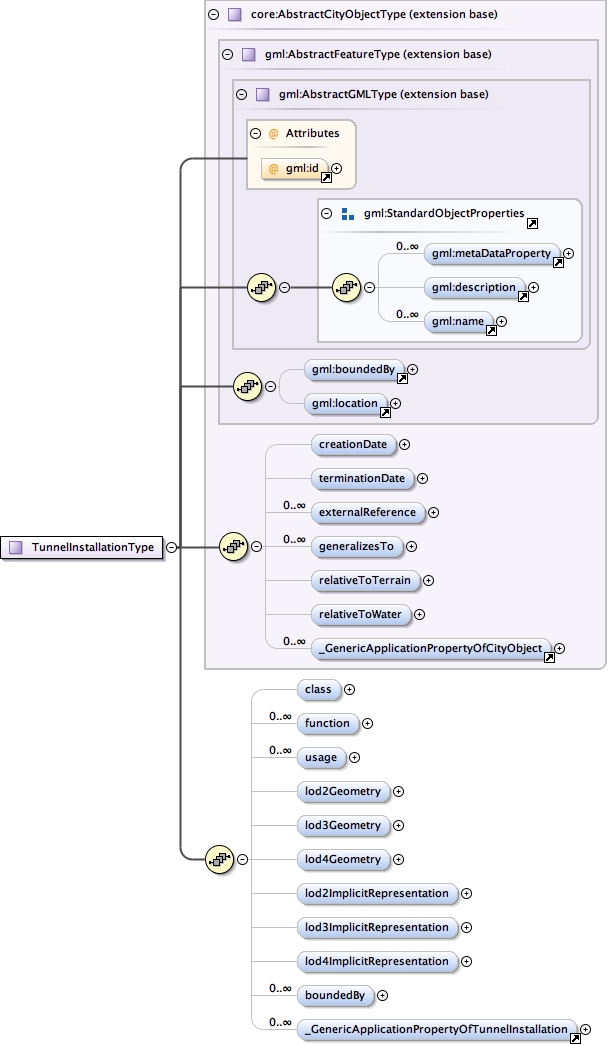 core:AbstractCityObjectType (extension base)
gml:AbstractFeatureType (extension base)
gml:AbstractGMLType (extension base)
@ Attributes
@ gml:id
gml:StandardObjectProperties
0..∞
gml:metaDataProperty
gml:description
0..∞
gml:name
gml:boundedBy
gml:location
creationDate
terminationDate
0..∞
externalReference
0..∞
generalizesTo
TunnelInstallationType
relativeToTerrain
relativeToWater
0..∞
_GenericApplicationPropertyOfCityObject
class
0..∞
function
0..∞
usage
lod2Geometry
lod3Geometry
lod4Geometry
lod2ImplicitRepresentation
lod3ImplicitRepresentation
lod4ImplicitRepresentation
0..∞
boundedBy
0..∞
_GenericApplicationPropertyOfTunnelInstallation